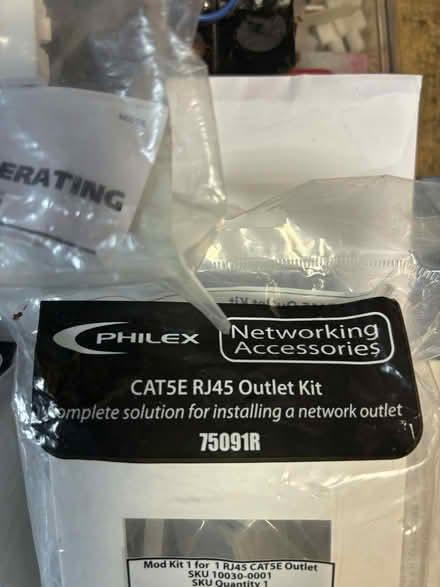 ERATING
PHILEX
Networking
Accessories
CAT5E RJ45 Outlet Kit
omplete solution for installing a network outlet
75091R
Mod Kit 1 for 1 RJ45 CAT5E Outlet
SKU 10030-0001
SKU Quantity 1